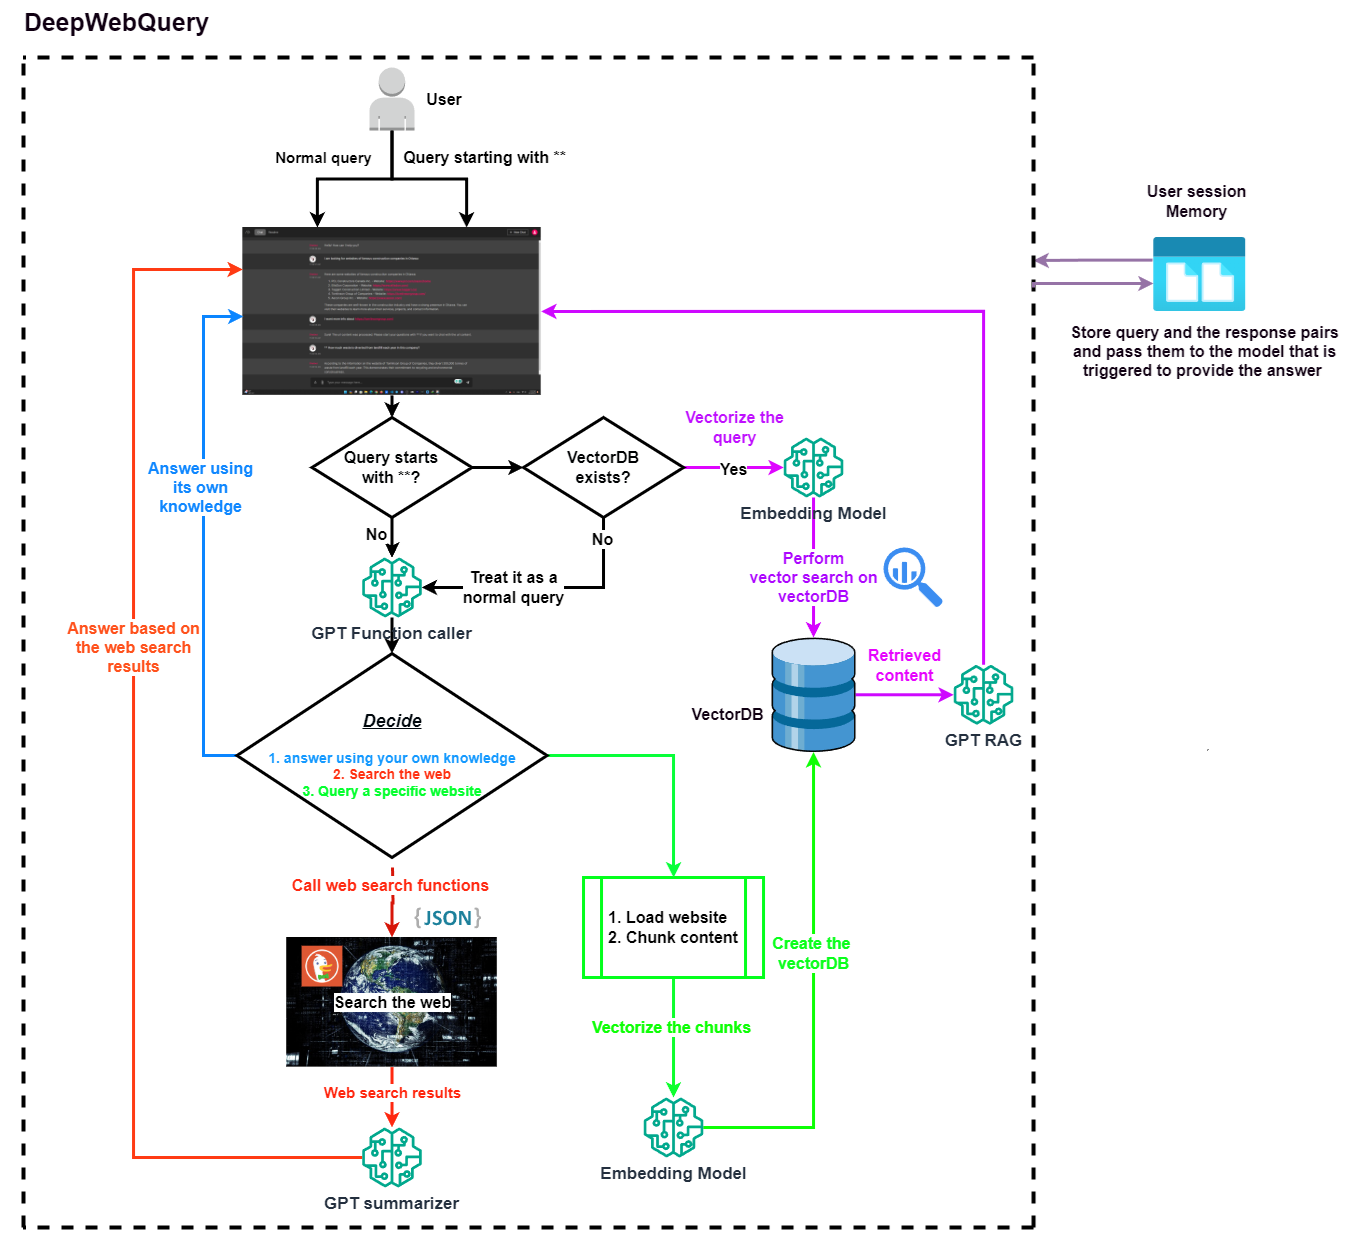 DeepWebQuery
User
Normal query
Query starting with **
User session
Memory
Store query and the response pairs
and pass them to the model that is
triggered to provide the answer
Query starts
with **?
VectorDB
exists?
Vectorize the
query
Yes
Embedding Model
No
No
Treat it as a
normal query
GPT Function caller
Answer using
its own
knowledge
Perform
vector search on
vectorDB
Answer based on
the web search
results
VectorDB
Retrieved
content
GPT RAG
Decide
1. answer using your own knowledge
2. Search the web
3. Query a specific website
Call web search functions
{JSON}
Search the web
1. Load website
2. Chunk content
Create the
vectorDB
Vectorize the chunks
Web search results
Embedding Model
GPT summarizer